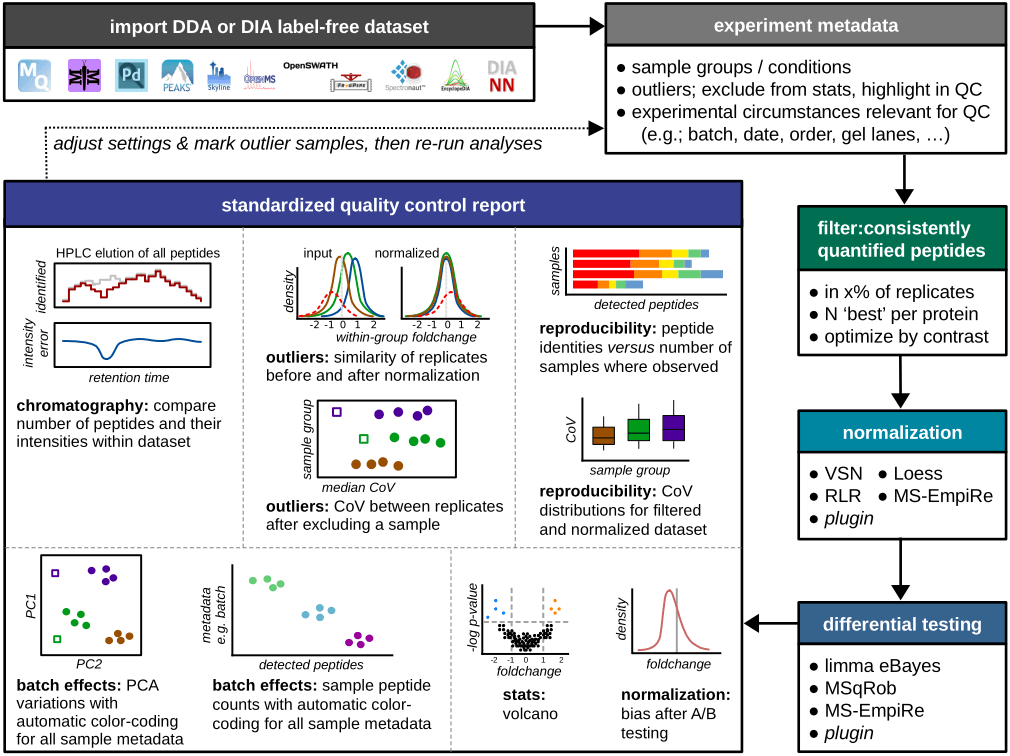 import DDA or DIA label-free dataset
MQ
Pd
PEAKS
Skyline
OpenMS
OpenSWATH
FragPipe
Spectronaut™
EncyclopeDIA
DIA
NN
experiment metadata
● sample groups / conditions
● outliers; exclude from stats, highlight in QC
● experimental circumstances relevant for QC
(e.g.; batch, date, order, gel lanes, …)
adjust settings & mark outlier samples, then re-run analyses
standardized quality control report
HPLC elution of all peptides
identified
intensity
error
retention time
chromatography: compare
number of peptides and their
intensities within dataset
input
normalized
density
-2 -1 0 1 2
-2 -1 0 1 2
within-group foldchange
outliers: similarity of replicates
before and after normalization
sample group
median CoV
outliers: CoV between replicates
after excluding a sample
samples
detected peptides
reproducibility: peptide
identities versus number of
samples where observed
CoV
sample group
reproducibility: CoV
distributions for filtered
and normalized dataset
PC1
PC2
batch effects: PCA
variations with
automatic color-coding
for all sample metadata
metadata
e.g. batch
detected peptides
batch effects: sample peptide
counts with automatic color-
coding for all sample metadata
-log p-value
-2 -1 0 1 2
foldchange
stats:
volcano
density
foldchange
normalization:
bias after A/B
testing
filter:consistently
quantified peptides
● in x% of replicates
● N ‘best’ per protein
● optimize by contrast
normalization
● VSN ● Loess
● RLR ● MS-EmpiRe
● plugin
differential testing
● limma eBayes
● MSqRob
● MS-EmpiRe
● plugin